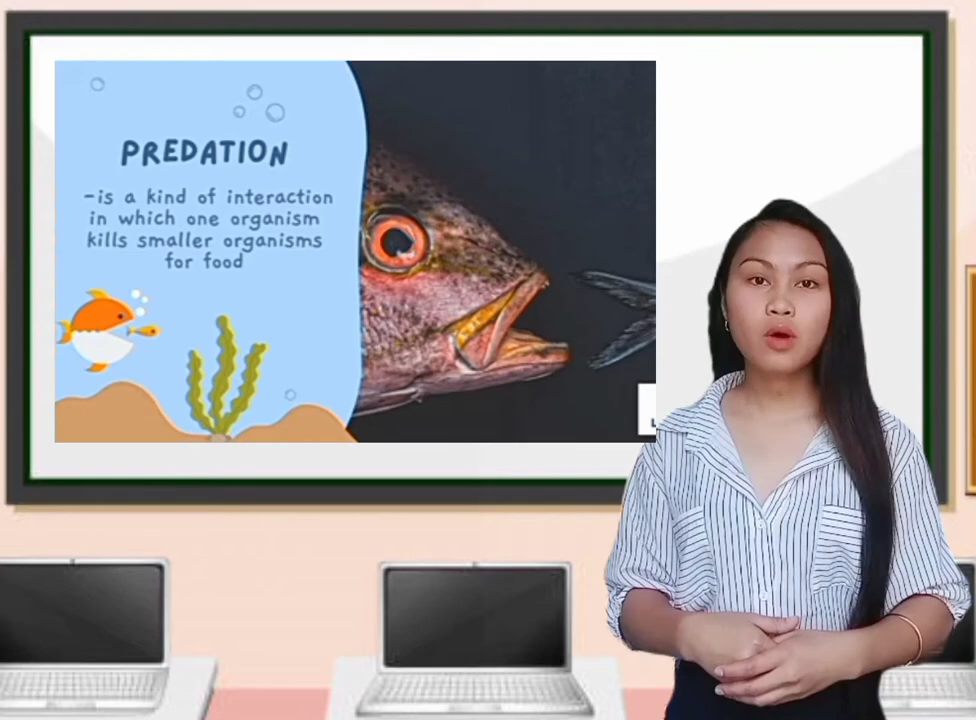 PREDATION
-is a kind of interaction
in which one organism
kills smaller organisms
for food